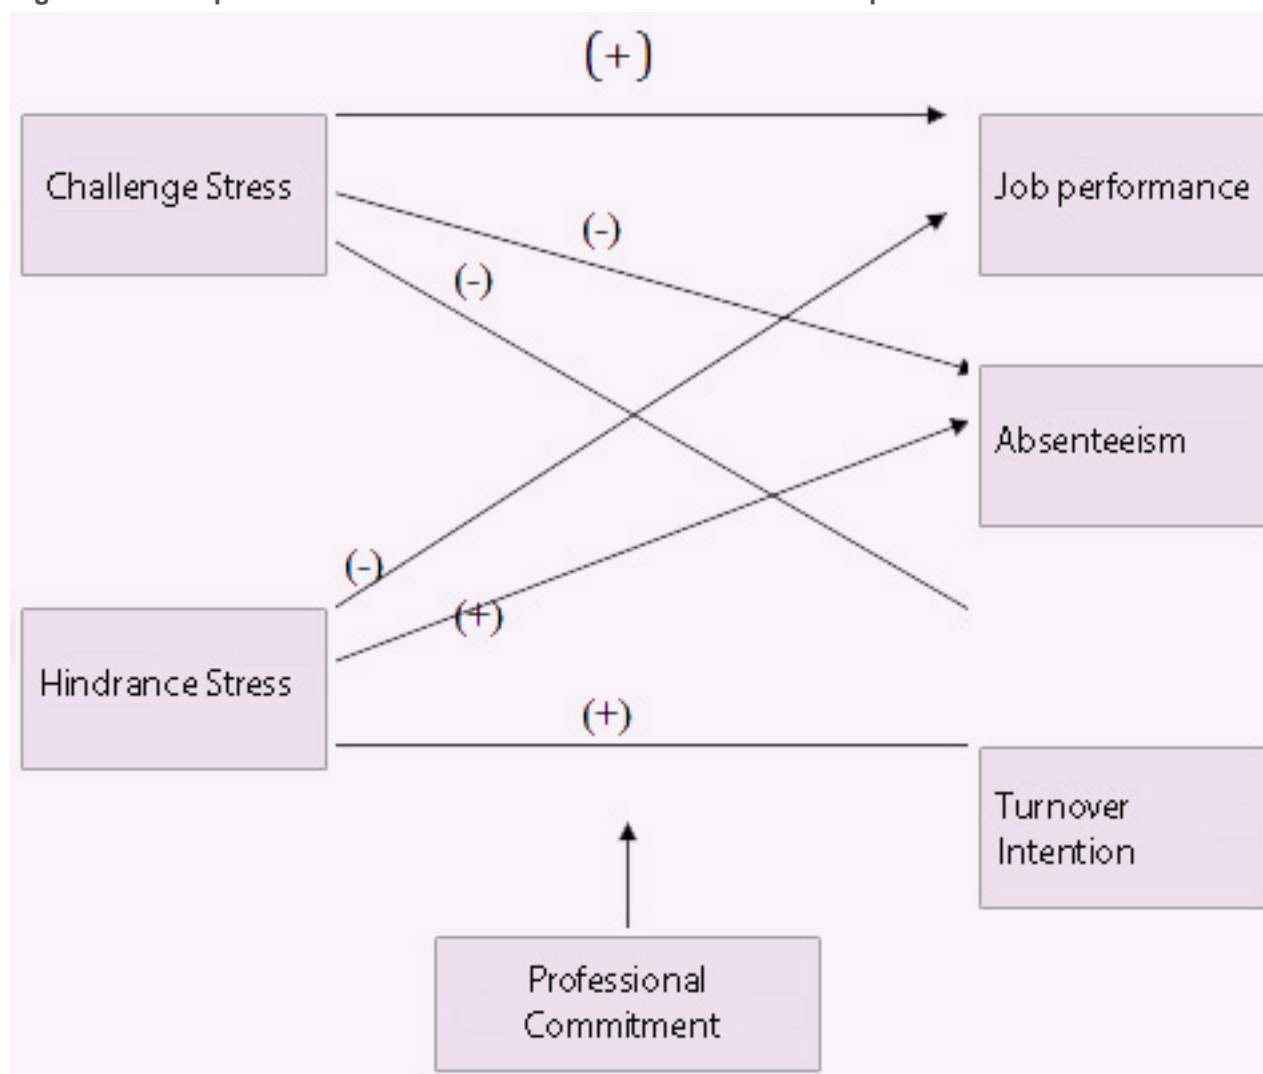 (+)
Challenge Stress
Job performance
(-)
(-)
Absenteeism
(-)
(+)
Hindrance Stress
(+)
Turnover
Intention
Professional
Commitment